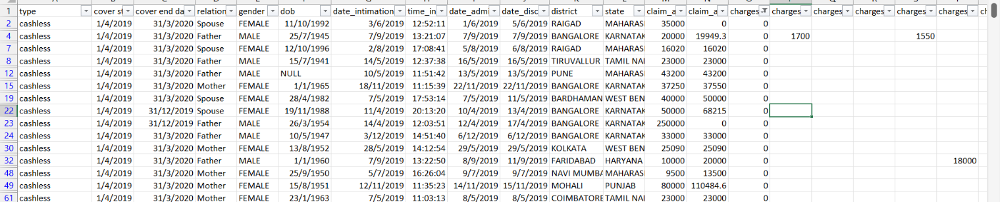 1 type cover st cover end da relation gender dob date_intimation time_in date_admi date_disc district state claim_a claim_a charges charges charges charges charges charges ch
2 cashless 1/4/2019 31/3/2020 Spouse FEMALE 11/10/1992 3/6/2019 12:52:11 1/6/2019 5/6/2019 RAIGAD MAHARAS 35000 0 0
4 cashless 1/4/2019 31/3/2020 Father MALE 25/7/1945 7/9/2019 13:21:07 7/9/2019 7/9/2019 BANGALORE KARNATAK 20000 19949.3 0 1700 1550
7 cashless 1/4/2019 31/3/2020 Spouse FEMALE 12/10/1996 2/8/2019 17:08:41 5/8/2019 6/8/2019 RAIGAD MAHARAS 16020 16020 0
8 cashless 1/4/2019 31/3/2020 Father MALE 15/7/1941 14/5/2019 12:37:38 16/5/2019 16/5/2019 TIRUVALLUR TAMIL NA 23000 23000 0
12 cashless 1/4/2019 31/3/2020 Father MALE NULL 10/5/2019 11:51:42 13/5/2019 13/5/2019 PUNE MAHARAS 43200 43200 0
15 cashless 1/4/2019 31/3/2020 Mother FEMALE 1/1/1965 18/11/2019 11:15:39 22/11/2019 22/11/2019 BANGALORE KARNATAK 37250 37550 0
19 cashless 1/4/2019 31/3/2020 Spouse FEMALE 28/4/1982 7/5/2019 17:53:14 7/5/2019 11/5/2019 BARDHAMAN WEST BEN 40000 50000 0
22 cashless 1/4/2019 31/12/2019 Spouse FEMALE 19/11/1988 11/4/2019 20:13:20 10/4/2019 13/4/2019 BANGALORE KARNATAK 50000 68215 0
23 cashless 1/4/2019 31/12/2019 Father MALE 26/3/1954 14/4/2019 12:03:51 12/4/2019 17/4/2019 BANGALORE KARNATAK 250000 0 0
24 cashless 1/4/2019 31/3/2020 Father MALE 10/5/1947 3/12/2019 14:51:40 6/12/2019 6/12/2019 BANGALORE KARNATAK 33000 33000 0
25 cashless 1/4/2019 31/3/2020 Mother FEMALE 13/8/1952 28/5/2019 14:12:54 29/5/2019 29/5/2019 KOLKATA WEST BEN 25090 25090 0
32 cashless 1/4/2019 31/3/2020 Father MALE 1/1/1960 7/9/2019 13:22:50 8/9/2019 11/9/2019 FARIDABAD HARYANA 10000 20000 0 18000
48 cashless 1/4/2019 31/3/2020 Mother FEMALE 25/9/1950 5/7/2019 16:26:04 9/7/2019 9/7/2019 NAVI MUMBA MAHARAS 9500 13500 0
49 cashless 1/4/2019 31/3/2020 Mother FEMALE 15/8/1951 12/11/2019 11:35:23 14/11/2019 15/11/2019 MOHALI PUNJAB 80000 110484.6 0
61 cashless 1/4/2019 31/3/2020 Mother FEMALE 23/1/1963 7/5/2019 11:03:13 8/5/2019 8/5/2019 COIMBATORE TAMIL NA 23000 23000 0